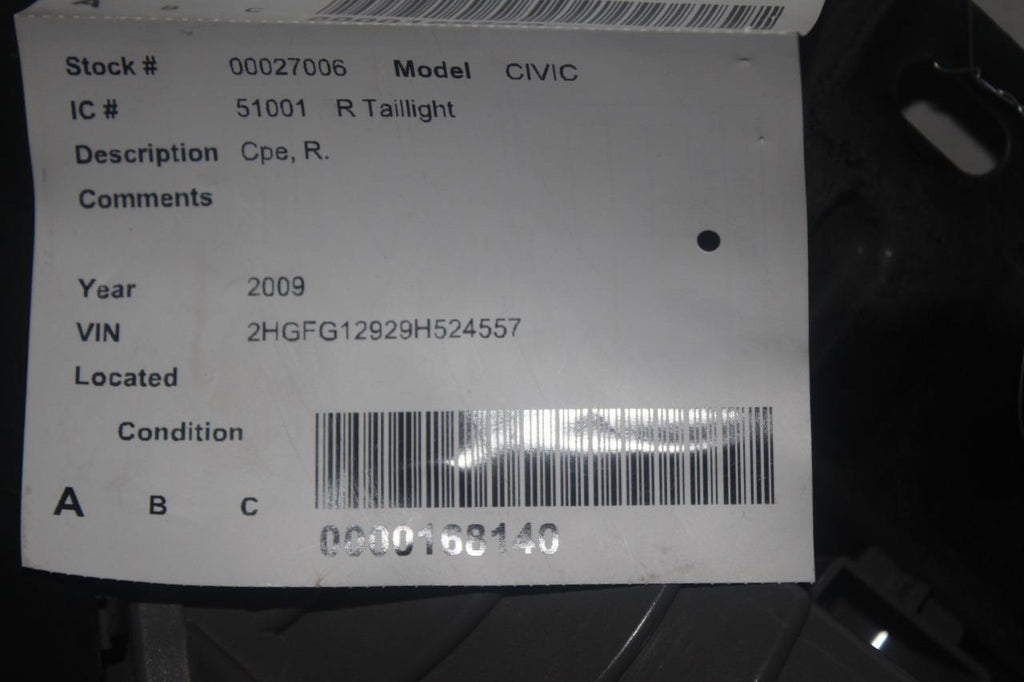 Stock # 00027006 Model CIVIC
IC # 51001 R Taillight
Description Cpe, R.
Comments
Year 2009
VIN 2HGFG12929H524557
Located
Condition
A B C
0000168140